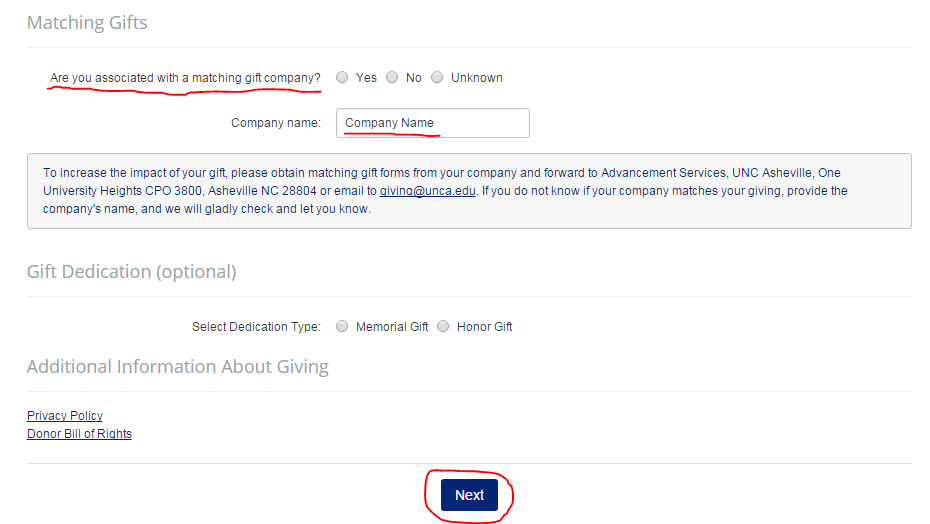 Matching Gifts
Are you associated with a matching gift company? Yes No Unknown
Company name: Company Name
To increase the impact of your gift, please obtain matching gift forms from your company and forward to Advancement Services, UNC Asheville, One
University Heights CPO 3800, Asheville NC 28804 or email to giving@unca.edu. If you do not know if your company matches your giving, provide the
company's name, and we will gladly check and let you know.
Gift Dedication (optional)
Select Dedication Type: Memorial Gift Honor Gift
Additional Information About Giving
Privacy Policy
Donor Bill of Rights
Next